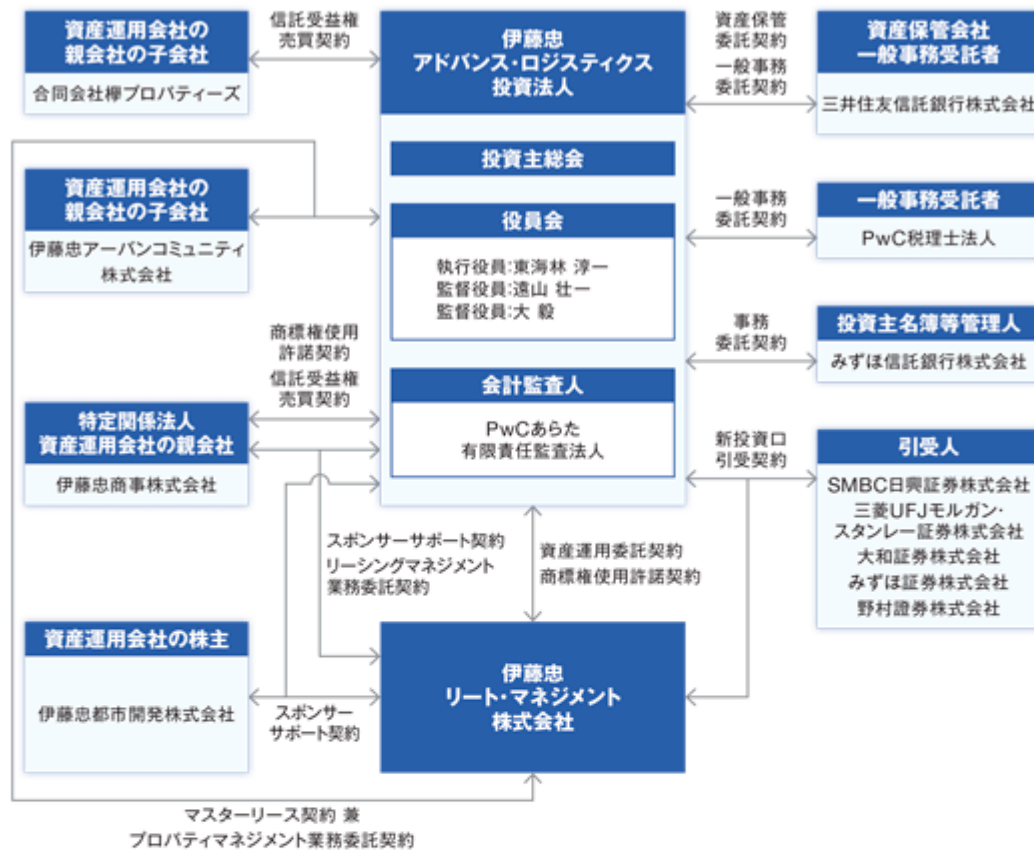 資産運用会社の
親会社の子会社
合同会社欅プロパティーズ
信託受益権
売買契約
伊藤忠
アドバンス・ロジスティクス
投資法人
資産保管
委託契約
一般事務
委託契約
資産保管会社
一般事務受託者
三井住友信託銀行株式会社
投資主総会
資産運用会社の
親会社の子会社
伊藤忠アーバンコミュニティ
株式会社
役員会
執行役員:東海林 淳一
監督役員:遠山 壮一
監督役員:大 毅
一般事務
委託契約
一般事務受託者
PwC税理士法人
事務
委託契約
投資主名簿等管理人
みずほ信託銀行株式会社
商標権使用
許諾契約
信託受益権
売買契約
特定関係法人
資産運用会社の親会社
伊藤忠商事株式会社
会計監査人
PwCあらた
有限責任監査法人
新投資口
引受契約
引受人
SMBC日興証券株式会社
三菱UFJモルガン・
スタンレー証券株式会社
大和証券株式会社
みずほ証券株式会社
野村證券株式会社
スポンサーサポート契約
リーシングマネジメント
業務委託契約
資産運用委託契約
商標権使用許諾契約
資産運用会社の株主
伊藤忠都市開発株式会社
スポンサー
サポート契約
伊藤忠
リート・マネジメント
株式会社
マスターリース契約 兼
プロパティマネジメント業務委託契約